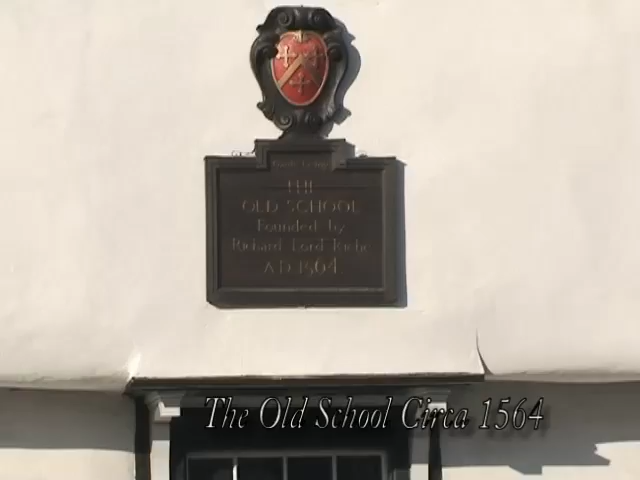 THE
OLD SCHOOL
Founded by
Richard Lord Riche
A.D. 1564
The Old School Circa 1564